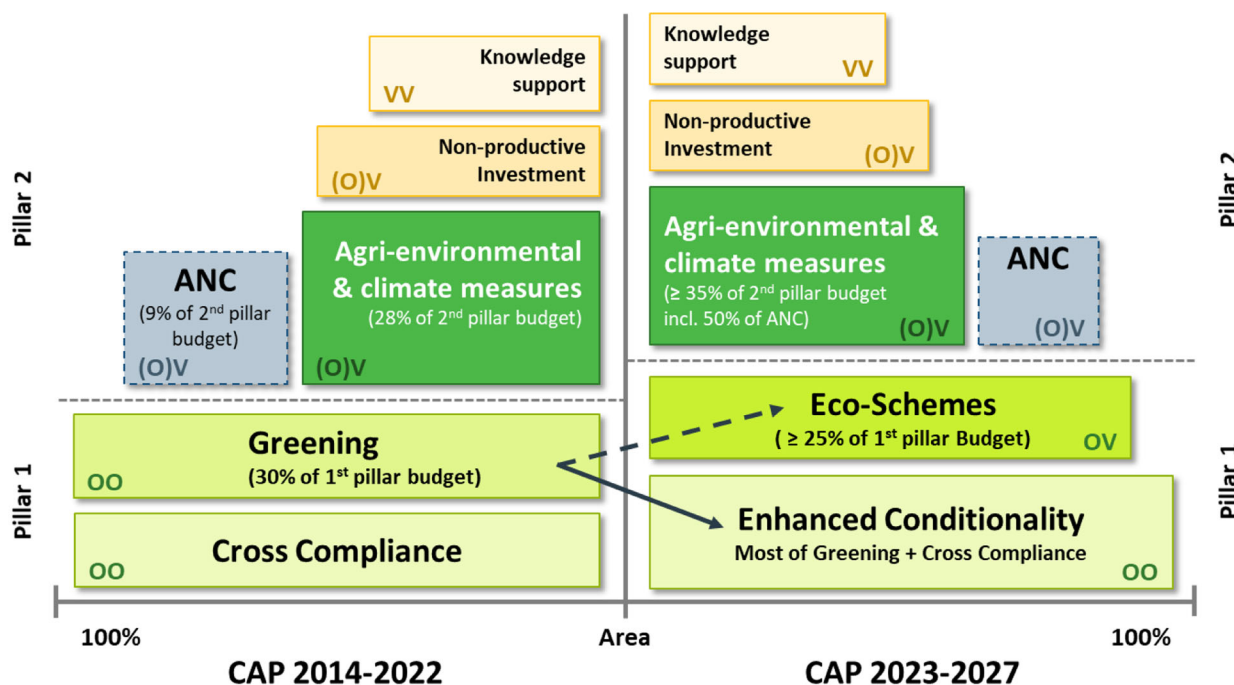 Pillar 2
Knowledge
support
VV
Non-productive
Investment
(O)V
Agri-environmental
& climate measures
(28% of 2nd pillar budget)
(O)V
ANC
(9% of 2nd pillar
budget)
(O)V
Pillar 1
Greening
(30% of 1st pillar budget)
OO
Cross Compliance
OO
Knowledge
support
VV
Non-productive
Investment
(O)V
Agri-environmental &
climate measures
(≥ 35% of 2nd pillar budget
incl. 50% of ANC)
(O)V
ANC
(O)V
Pillar 2
Eco-Schemes
( ≥ 25% of 1st pillar Budget)
OV
Enhanced Conditionality
Most of Greening + Cross Compliance
OO
Pillar 1
100%
Area
100%
CAP 2014-2022
CAP 2023-2027